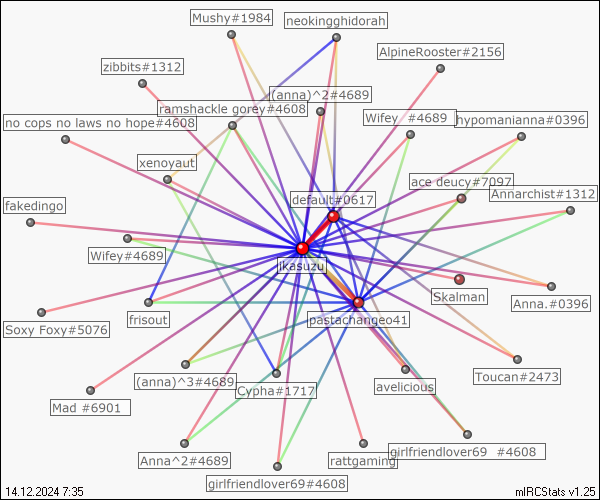 Mushy#1984
neokingghidorah
AlpineRooster#2156
zibbits#1312
(anna)^2#4689
ramshackle gorey#4608
no cops no laws no hope#4608
Wifey  #4689
hypomanianna#0396
xenoyaut
ace deucy#7097
Annarchist#1312
default#0617
fakedingo
Wifey#4689
jkasuzu
Skalman
Anna.#0396
Soxy Foxy#5076
frisout
pastachangeo41
(anna)^3#4689
Cypha#1717
avelicious
Toucan#2473
Mad #6901
Anna^2#4689
rattgaming
girlfriendlover69  #4608
girlfriendlover69#4608
14.12.2024 7:35
mIRCStats v1.25